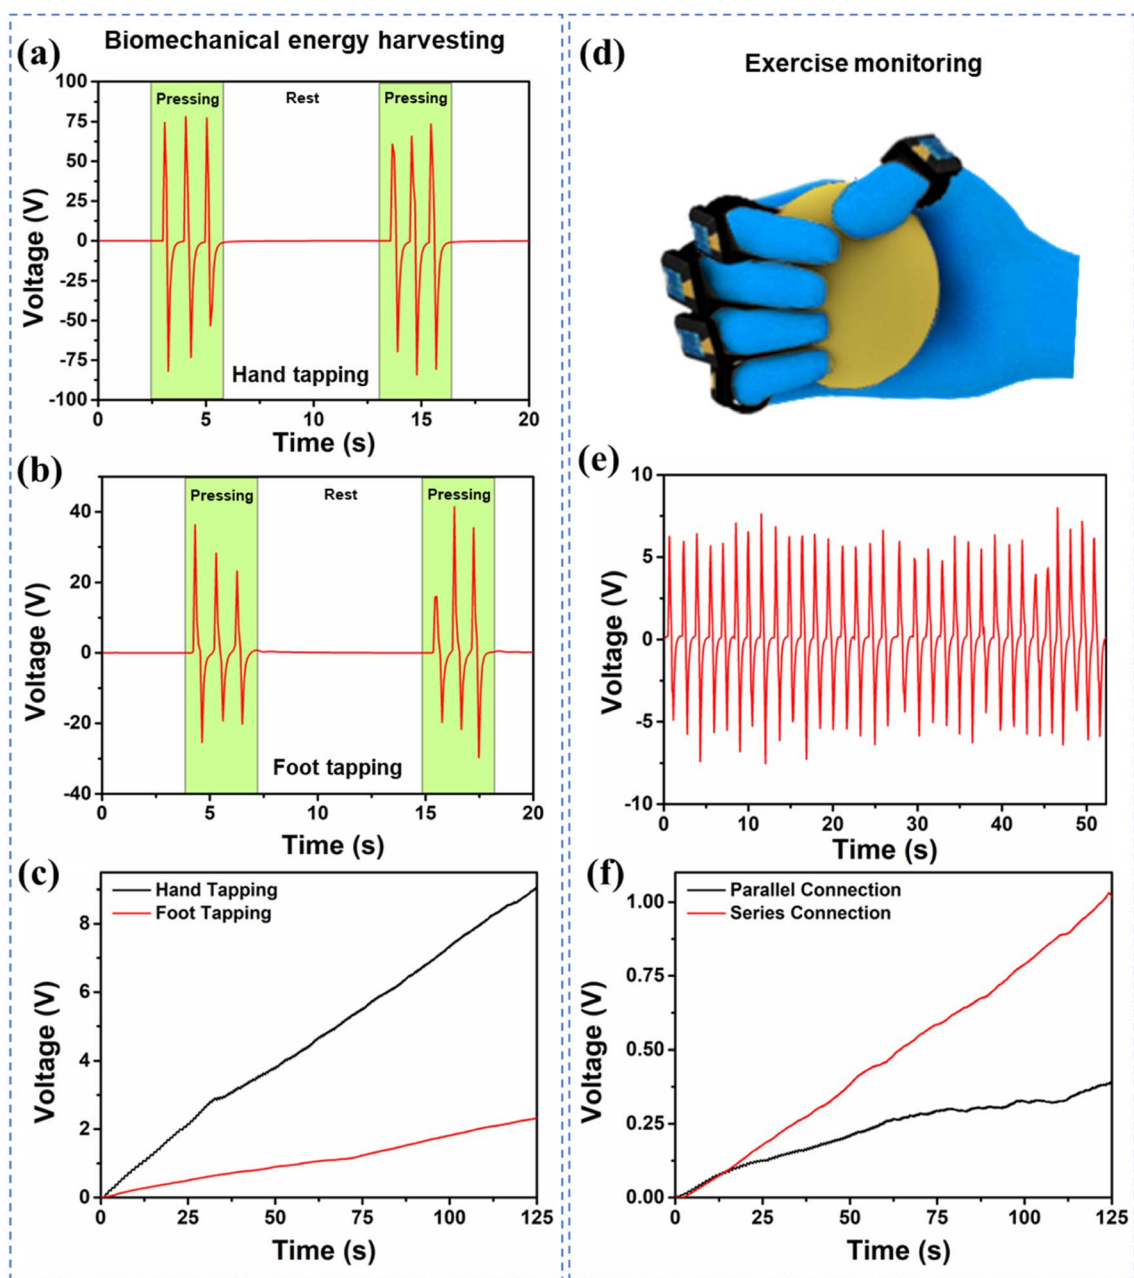 (a)
Biomechanical energy harvesting
Pressing
Rest
Pressing
100
75
50
25
0
-25
-50
-75
-100
Voltage (V)
Hand tapping
0
5
10
15
20
Time (s)
(b)
Pressing
Rest
Pressing
40
20
0
-20
-40
Voltage (V)
Foot tapping
0
5
10
15
20
Time (s)
(c)
Hand Tapping
Foot Tapping
8
6
4
2
0
Voltage (V)
0
25
50
75
100
125
Time (s)
(d)
Exercise monitoring
(e)
10
5
0
-5
-10
Voltage (V)
0
10
20
30
40
50
Time (s)
(f)
Parallel Connection
Series Connection
1.00
0.75
0.50
0.25
0.00
Voltage (V)
0
25
50
75
100
125
Time (s)